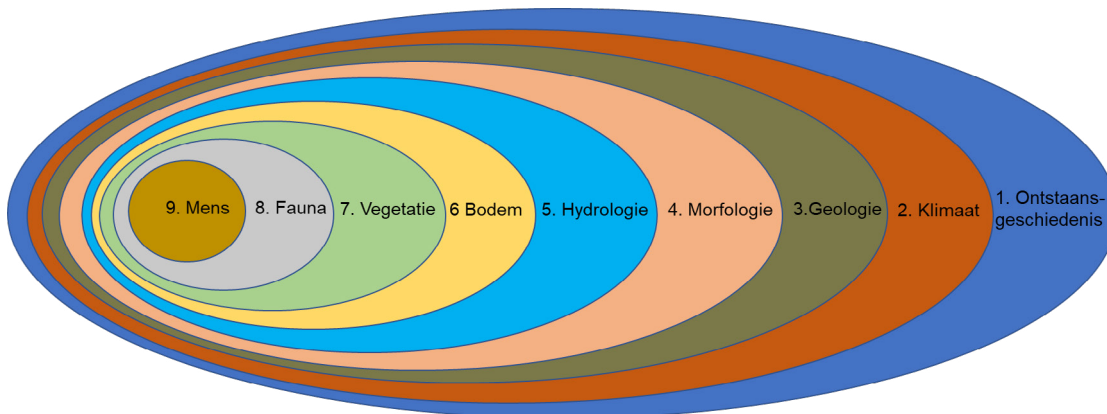 9. Mens
8. Fauna
7. Vegetatie
6 Bodem
5. Hydrologie
4. Morfologie
3.Geologie
2. Klimaat
1. Ontstaans-
geschiedenis